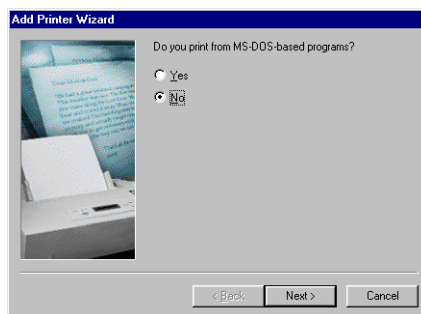 Add Printer Wizard
Do you print from MS-DOS-based programs?
Yes
No
< Back
Next >
Cancel